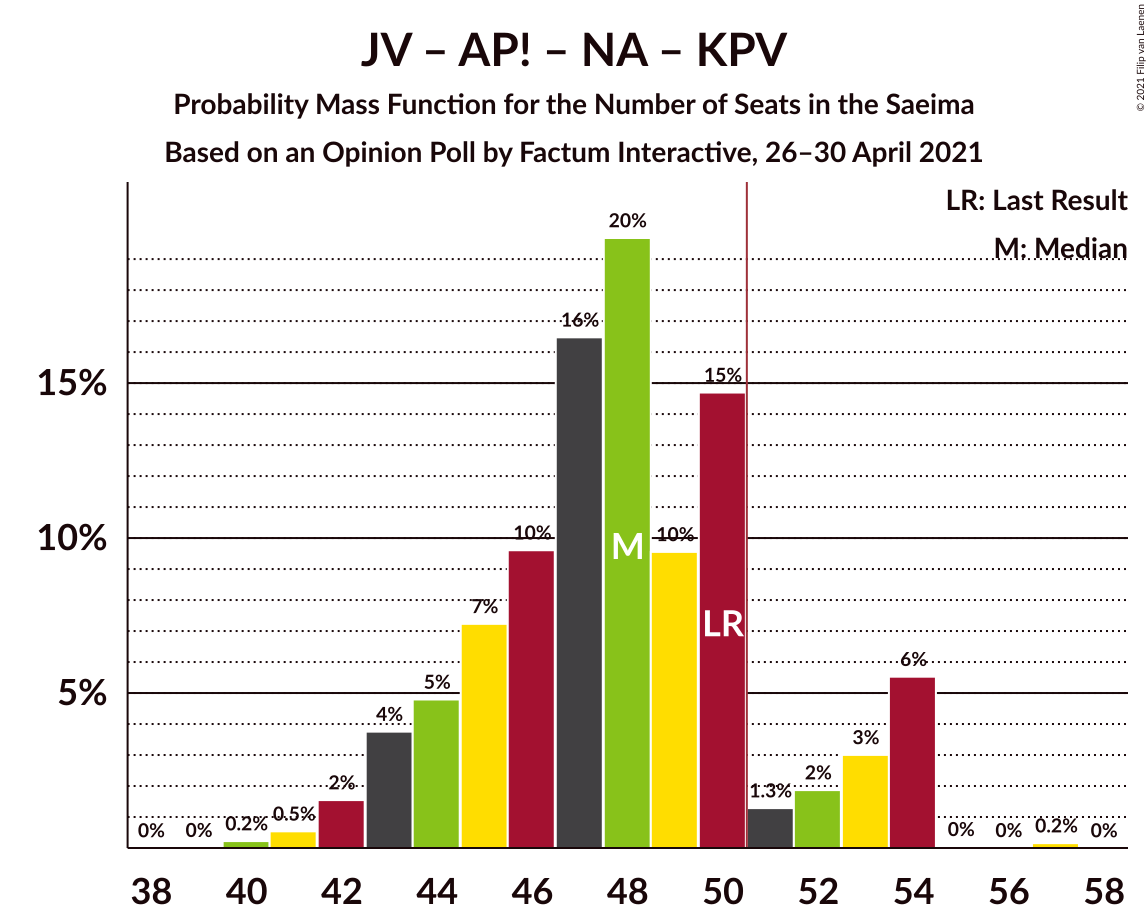 JV – AP! – NA – KPV
Probability Mass Function for the Number of Seats in the Saeima
Based on an Opinion Poll by Factum Interactive, 26–30 April 2021
© 2021 Filip van Laenen
LR: Last Result
M: Median
15%
10%
5%
0%
0%
0.2%
0.5%
2%
4%
5%
7%
10%
16%
20%
10%
15%
1.3%
2%
3%
6%
0%
0%
0.2%
0%
M
LR
38 40 42 44 46 48 50 52 54 56 58